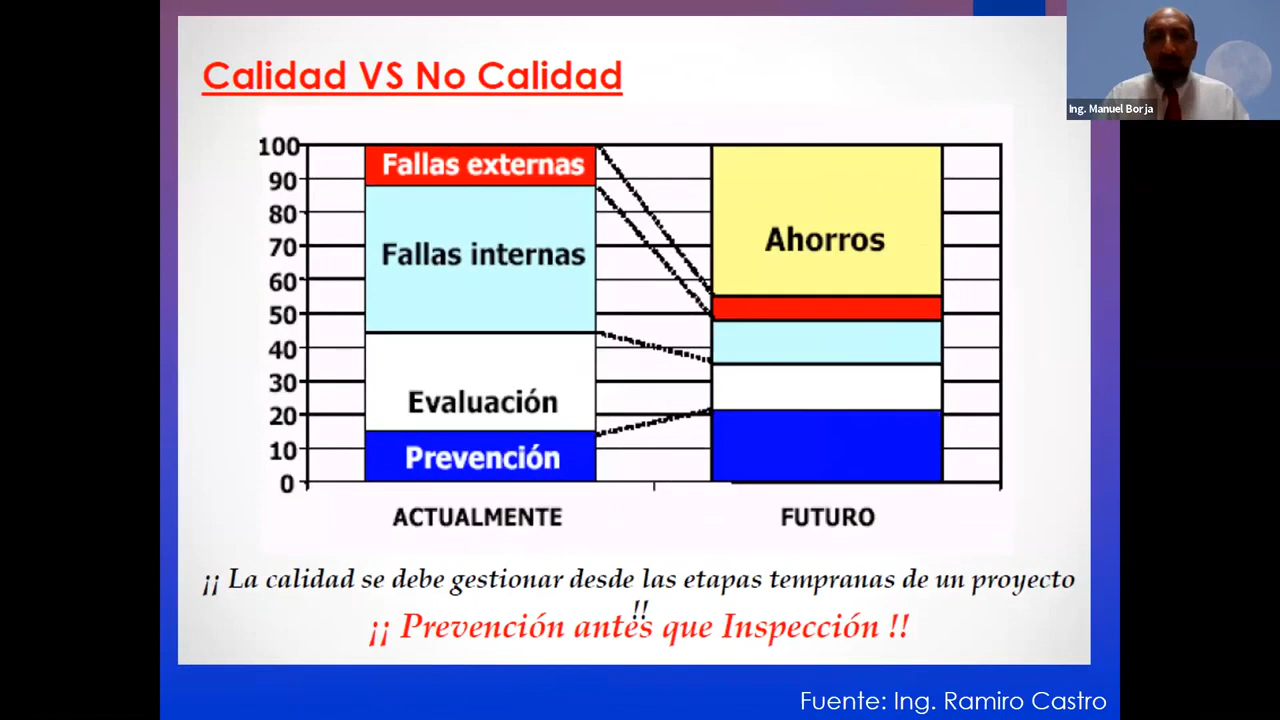 Calidad VS No Calidad
Ing. Manuel Borja
100
90
80
70
60
50
40
30
20
10
0
Fallas externas
Fallas internas
Evaluación
Prevención
Ahorros
ACTUALMENTE
FUTURO
¡¡ La calidad se debe gestionar desde las etapas tempranas de un proyecto
!!
¡¡ Prevención antes que Inspección !!
Fuente: Ing. Ramiro Castro